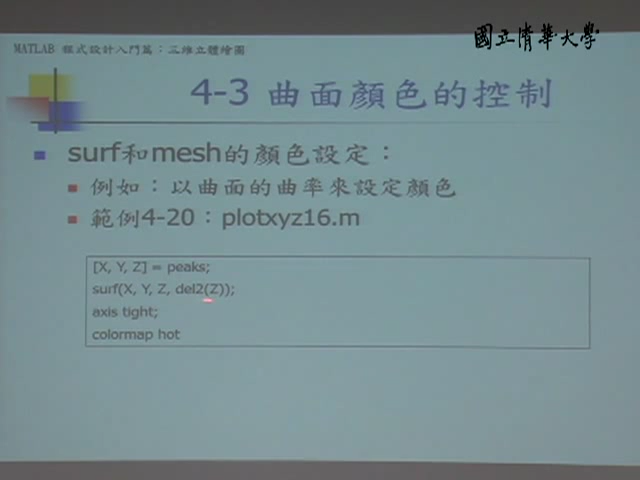 國立清華大學
MATLAB 程式設計入門篇：三維立體繪圖
4-3 曲面顏色的控制
surf和mesh的顏色設定：
例如：以曲面的曲率來設定顏色
範例4-20：plotxyz16.m
[X, Y, Z] = peaks;
surf(X, Y, Z, del2(Z));
axis tight;
colormap hot